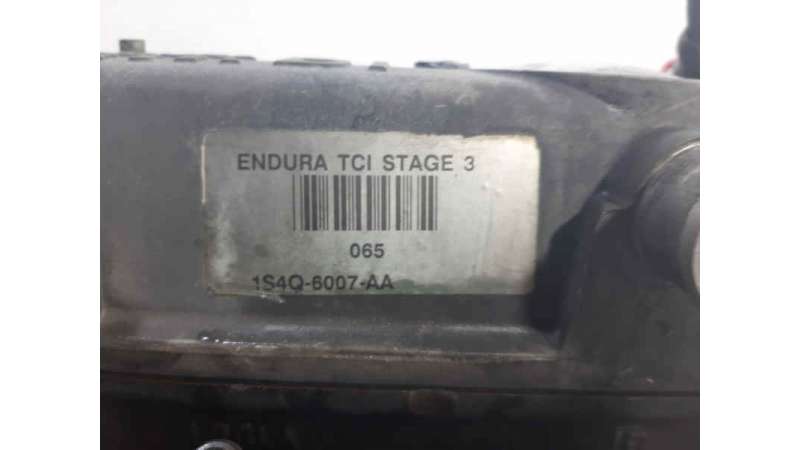 ENDURA TCI STAGE 3
065
1S4Q-6007-AA